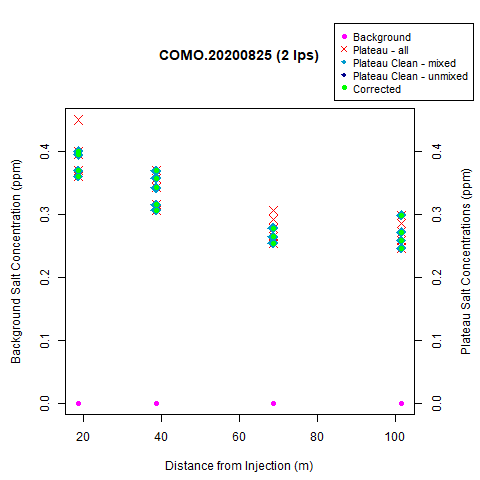 COMO.20200825 (2 lps)
Background
Plateau - all
Plateau Clean - mixed
Plateau Clean - unmixed
Corrected
Background Salt Concentration (ppm)
0.0
0.1
0.2
0.3
0.4
Plateau Salt Concentrations (ppm)
0.0
0.1
0.2
0.3
0.4
20 40 60 80 100
Distance from Injection (m)